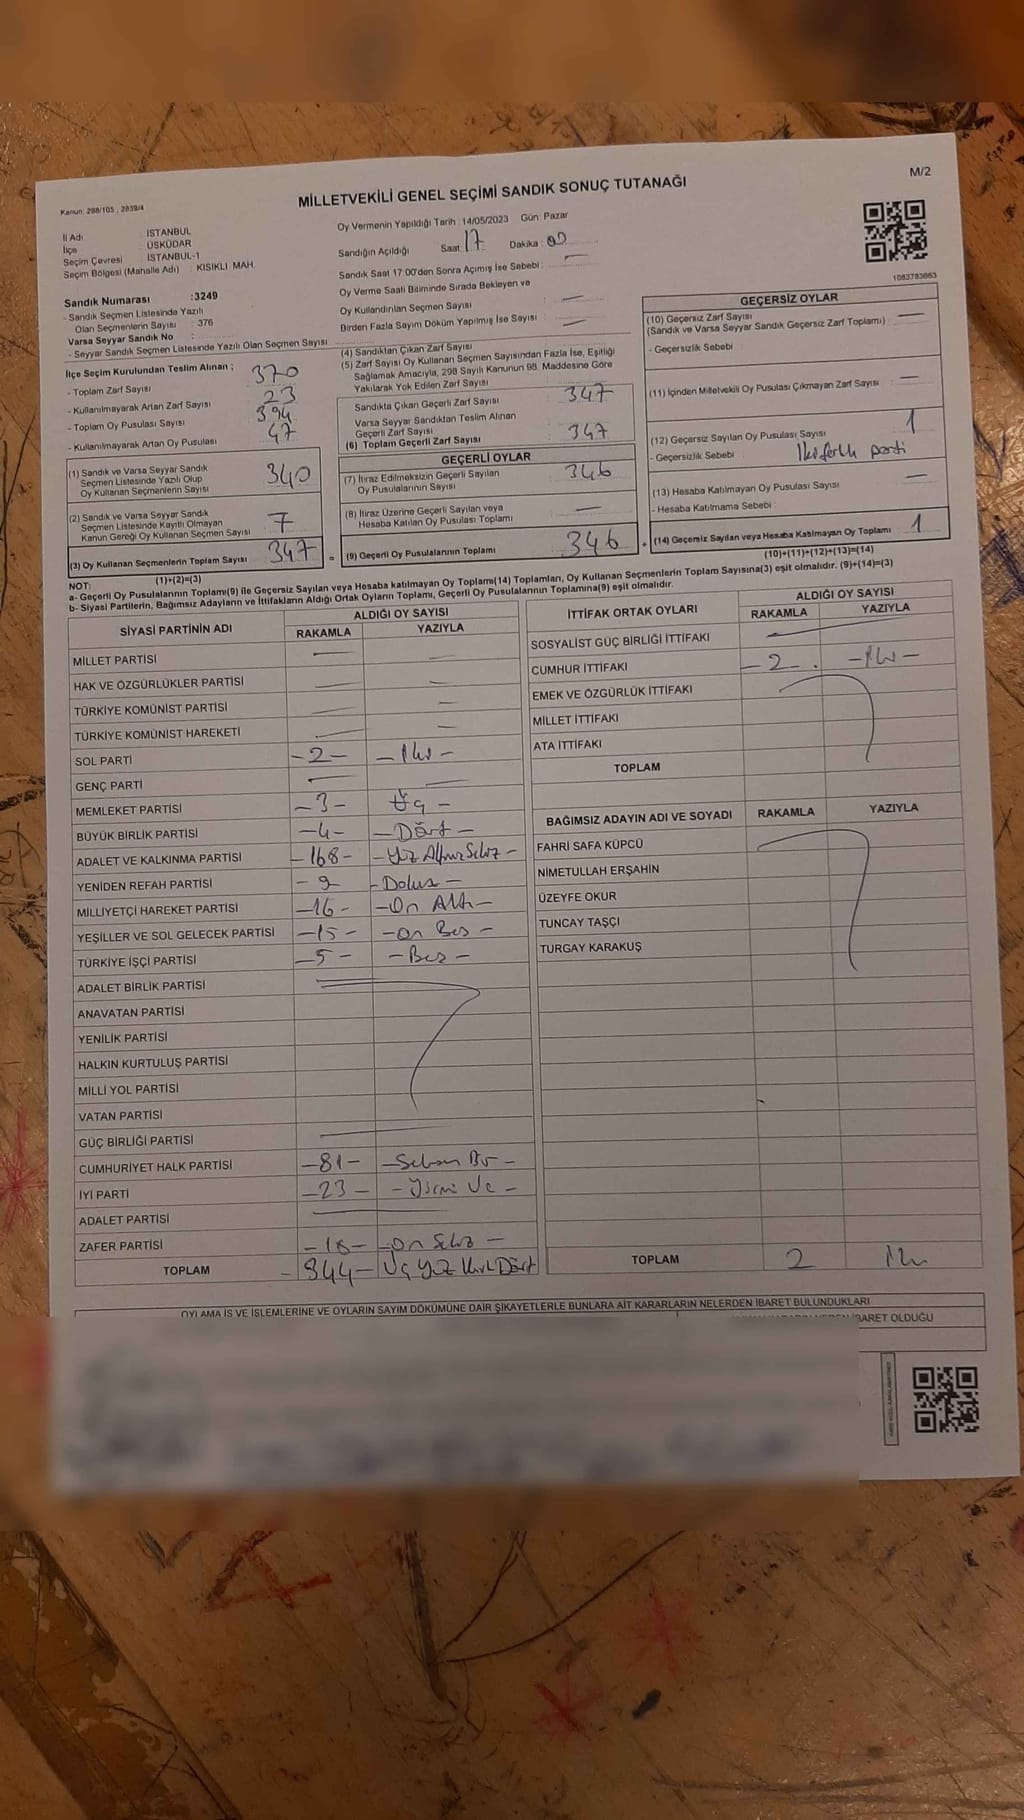 Kanun: 298/105 , 2839/4
MİLLETVEKİLİ GENEL SEÇİMİ SANDIK SONUÇ TUTANAĞI
M/2
İl Adı : İSTANBUL
İlçe : ÜSKÜDAR
Seçim Çevresi : İSTANBUL-1
Seçim Bölgesi (Mahalle Adı) : KISIKLI MAH.
Sandık Numarası :3249
- Sandık Seçmen Listesinde Yazılı
Olan Seçmenlerin Sayısı : 376
Varsa Seyyar Sandık No :
- Seyyar Sandık Seçmen Listesinde Yazılı Olan Seçmen Sayısı
Oy Vermenin Yapıldığı Tarih : 14/05/2023 Gün: Pazar
Sandığın Açıldığı Saat : 17 Dakika : 00
Sandık Saat 17:00'den Sonra Açımış İse Sebebi : —
Oy Verme Saati Bitiminde Sırada Bekleyen ve
Oy Kullandırılan Seçmen Sayısı : —
Birden Fazla Sayım Döküm Yapılmış İse Sayısı : —
1083783663
İlçe Seçim Kurulundan Teslim Alınan ;
- Toplam Zarf Sayısı 370
- Kullanılmayarak Artan Zarf Sayısı 23
- Toplam Oy Pusulası Sayısı 394
- Kullanılmayarak Artan Oy Pusulası 47
(1) Sandık ve Varsa Seyyar Sandık
Seçmen Listesinde Yazılı Olup
Oy Kullanan Seçmenlerin Sayısı 340
(2) Sandık ve Varsa Seyyar Sandık
Seçmen Listesinde Kayıtlı Olmayan
Kanun Gereği Oy Kullanan Seçmen Sayısı 7
(3) Oy Kullanan Seçmenlerin Toplam Sayısı 347 =
(1)+(2)=(3)
(4) Sandıktan Çıkan Zarf Sayısı
(5) Zarf Sayısı Oy Kullanan Seçmen Sayısından Fazla İse, Eşitliği
Sağlamak Amacıyla, 298 Sayılı Kanunun 98. Maddesine Göre
Yakılarak Yok Edilen Zarf Sayısı
Sandıkta Çıkan Geçerli Zarf Sayısı 347
Varsa Seyyar Sandıktan Teslim Alınan
Geçerli Zarf Sayısı
(6) Toplam Geçerli Zarf Sayısı 347
GEÇERLİ OYLAR
(7) İtiraz Edilmeksizin Geçerli Sayılan
Oy Pusulalarının Sayısı 346
(8) İtiraz Üzerine Geçerli Sayılan veya
Hesaba Katılan Oy Pusulası Toplamı —
(9) Geçerli Oy Pusulalarının Toplamı 346 +
GEÇERSİZ OYLAR
(10) Geçersiz Zarf Sayısı —
(Sandık ve Varsa Seyyar Sandık Geçersiz Zarf Toplamı) :
- Geçersizlik Sebebi :
(11) İçinden Milletvekili Oy Pusulası Çıkmayan Zarf Sayısı : —
(12) Geçersiz Sayılan Oy Pusulası Sayısı : 1
- Geçersizlik Sebebi : parti
(13) Hesaba Katılmayan Oy Pusulası Sayısı : —
- Hesaba Katılmama Sebebi :
(14) Geçersiz Sayılan veya Hesaba Katılmayan Oy Toplamı 1
(10)+(11)+(12)+(13)=(14)
NOT:
a- Geçerli Oy Pusulalarının Toplamı(9) ile Geçersiz Sayılan veya Hesaba katılmayan Oy Toplamı(14) Toplamları, Oy Kullanan Seçmenlerin Toplam Sayısına(3) eşit olmalıdır. (9)+(14)=(3)
b- Siyasi Partilerin, Bağımsız Adayların ve İttifakların Aldığı Ortak Oyların Toplamı, Geçerli Oy Pusulalarının Toplamına(9) eşit olmalıdır.
SİYASİ PARTİNİN ADI ALDIĞI OY SAYISI
RAKAMLA YAZIYLA
MİLLET PARTİSİ — —
HAK VE ÖZGÜRLÜKLER PARTİSİ — —
TÜRKİYE KOMÜNİST PARTİSİ — —
TÜRKİYE KOMÜNİST HAREKETİ — —
SOL PARTİ -2- -İki-
GENÇ PARTİ — —
MEMLEKET PARTİSİ -3- Üç -
BÜYÜK BİRLİK PARTİSİ -4- -Dört-
ADALET VE KALKINMA PARTİSİ -168- -Yüz Altmış Sekiz-
YENİDEN REFAH PARTİSİ -9 -Dokuz-
MİLLİYETÇİ HAREKET PARTİSİ -16- -On Altı-
YEŞİLLER VE SOL GELECEK PARTİSİ -15- -On Beş-
TÜRKİYE İŞÇİ PARTİSİ -5- -Beş-
ADALET BİRLİK PARTİSİ
ANAVATAN PARTİSİ
YENİLİK PARTİSİ
HALKIN KURTULUŞ PARTİSİ
MİLLİ YOL PARTİSİ
VATAN PARTİSİ
GÜÇ BİRLİĞİ PARTİSİ
CUMHURİYET HALK PARTİSİ -81- -Seksen Bir-
İYİ PARTİ -23- -Yirmi Üç-
ADALET PARTİSİ
ZAFER PARTİSİ -18- -On Sekiz-
TOPLAM -344- Üç Yüz Kırk Dört
İTTİFAK ORTAK OYLARI ALDIĞI OY SAYISI
RAKAMLA YAZIYLA
SOSYALİST GÜÇ BİRLİĞİ İTTİFAKI
CUMHUR İTTİFAKI -2- -İki-
EMEK VE ÖZGÜRLÜK İTTİFAKI
MİLLET İTTİFAKI
ATA İTTİFAKI
TOPLAM
BAĞIMSIZ ADAYIN ADI VE SOYADI RAKAMLA YAZIYLA
FAHRİ SAFA KÜPCÜ
NİMETULLAH ERŞAHİN
ÜZEYFE OKUR
TUNCAY TAŞÇI
TURGAY KARAKUŞ
TOPLAM 2 İki
OYLAMA İŞ VE İŞLEMLERİNE VE OYLARIN SAYIM DÖKÜMÜNE DAİR ŞİKAYETLERLE BUNLARA AİT KARARLARIN NELERDEN İBARET BULUNDUKLARI
İBARET OLDUĞU